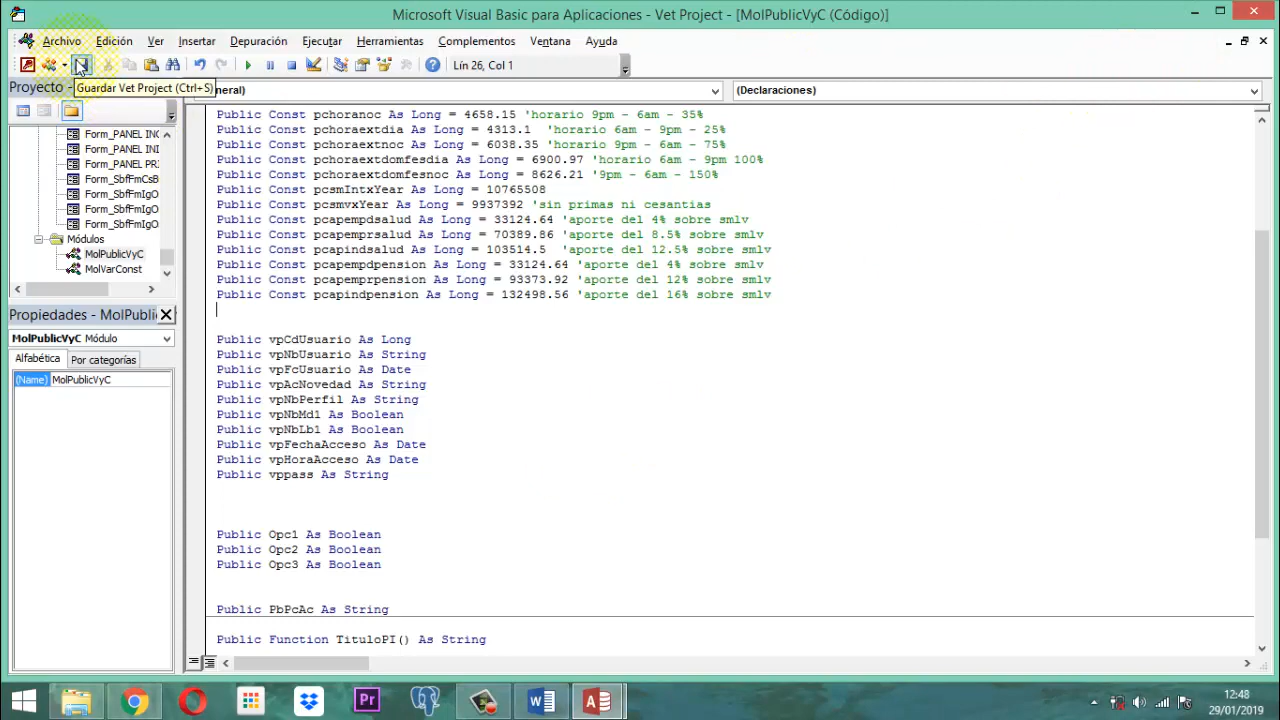 Microsoft Visual Basic para Aplicaciones - Vet Project - [MolPublicVyC (Código)]
Archivo Edición Ver Insertar Depuración Ejecutar Herramientas Complementos Ventana Ayuda
Lín 26, Col 1
Guardar Vet Project (Ctrl+S)
Proyecto -
(Declaraciones)
Form_PANEL INI
Form_PANEL PR
Form_SbfFmCsB
Form_SbfFmIgO
Form_SbfFmIgO
Form_SbfFmIgO
Módulos
MolPublicVyC
MolVarConst
Propiedades - MolPubli
MolPublicVyC Módulo
Alfabética Por categorías
(Name) MolPublicVyC
Public Const pchoranoc As Long = 4658.15 'horario 9pm - 6am - 35%
Public Const pchoraextdia As Long = 4313.1 'horario 6am - 9pm - 25%
Public Const pchoraextnoc As Long = 6038.35 'horario 9pm - 6am - 75%
Public Const pchoraextdomfesdia As Long = 6900.97 'horario 6am - 9pm 100%
Public Const pchoraextdomfesnoc As Long = 8626.21 '9pm - 6am - 150%
Public Const pcsmIntxYear As Long = 10765508
Public Const pcsmvxYear As Long = 9937392 'sin primas ni cesantias
Public Const pcapempdsalud As Long = 33124.64 'aporte del 4% sobre smlv
Public Const pcapemprsalud As Long = 70389.86 'aporte del 8.5% sobre smlv
Public Const pcapindsalud As Long = 103514.5 'aporte del 12.5% sobre smlv
Public Const pcapempdpension As Long = 33124.64 'aporte del 4% sobre smlv
Public Const pcapemprpension As Long = 93373.92 'aporte del 12% sobre smlv
Public Const pcapindpension As Long = 132498.56 'aporte del 16% sobre smlv
Public vpCdUsuario As Long
Public vpNbUsuario As String
Public vpFcUsuario As Date
Public vpAcNovedad As String
Public vpNbPerfil As String
Public vpNbMd1 As Boolean
Public vpNbLb1 As Boolean
Public vpFechaAcceso As Date
Public vpHoraAcceso As Date
Public vppass As String
Public Opc1 As Boolean
Public Opc2 As Boolean
Public Opc3 As Boolean
Public PbPcAc As String
Public Function TituloPI() As String
Pr
12:48
29/01/2019